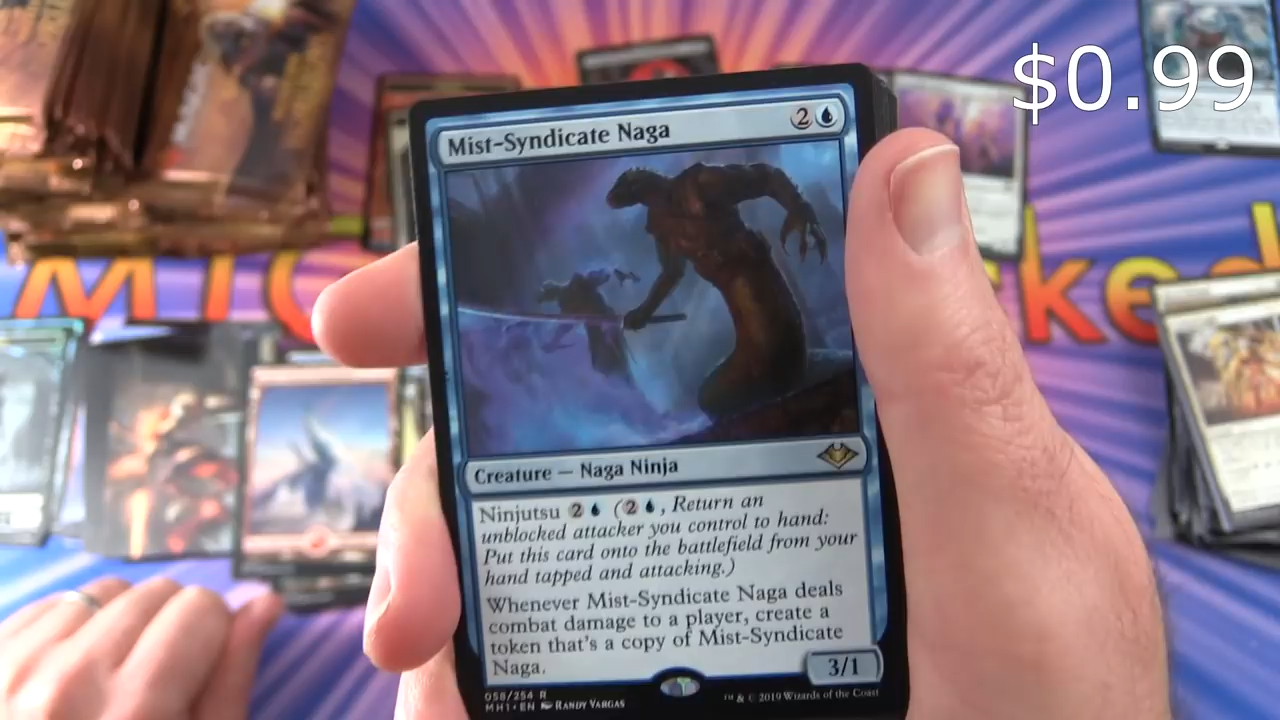 $0.99
Mist-Syndicate Naga 2
Creature — Naga Ninja
Ninjutsu 2 (2, Return an
unblocked attacker you control to hand:
Put this card onto the battlefield from your
hand tapped and attacking.)
Whenever Mist-Syndicate Naga deals
combat damage to a player, create a
token that's a copy of Mist-Syndicate
Naga.
3/1
058/254 R
MH1 • EN RANDY VARGAS
™ & © 2019 Wizards of the Coast